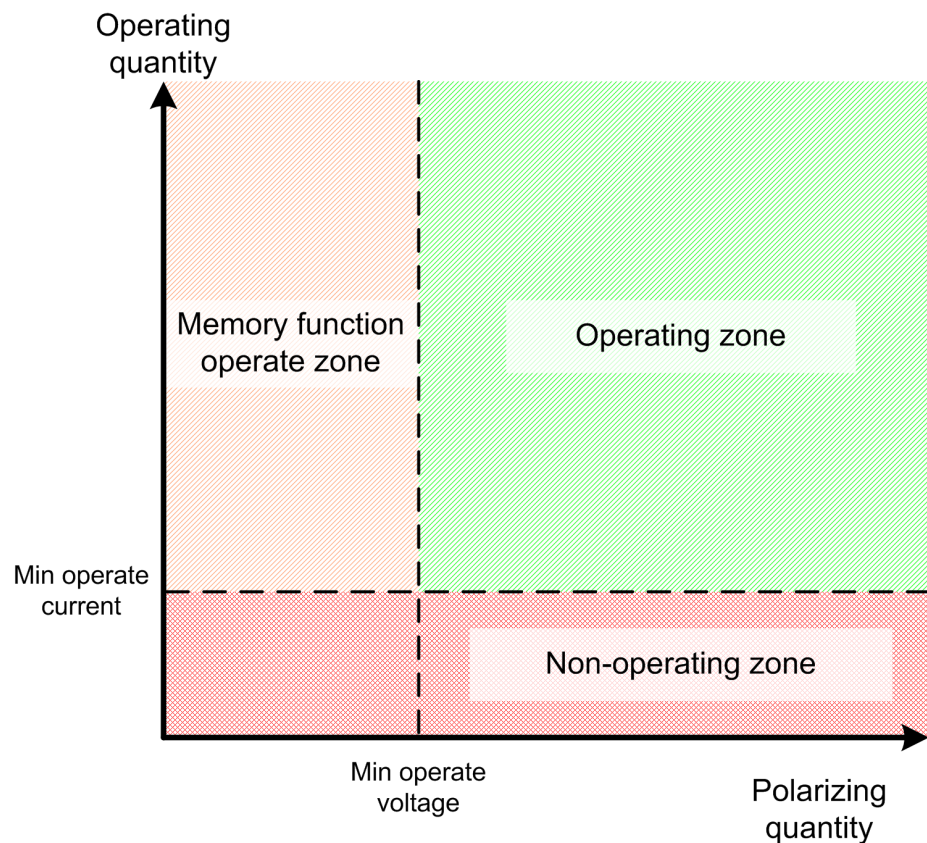 Operating
quantity
Memory function
operate zone
Operating zone
Min operate
current
Non-operating zone
Min operate
voltage
Polarizing
quantity